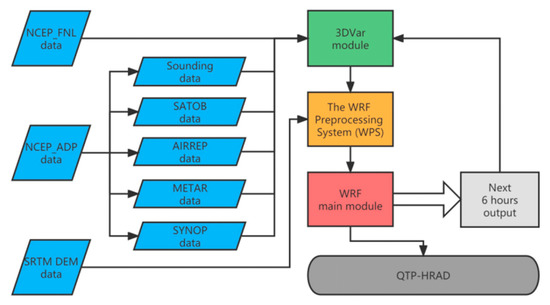 NCEP_FNL
data
3DVar
module
Sounding
data
SATOB
data
The WRF
Preprocessing
System (WPS)
NCEP_ADP
data
AIRREP
data
METAR
data
WRF
main module
Next
6 hours
output
SYNOP
data
SRTM DEM
data
QTP-HRAD